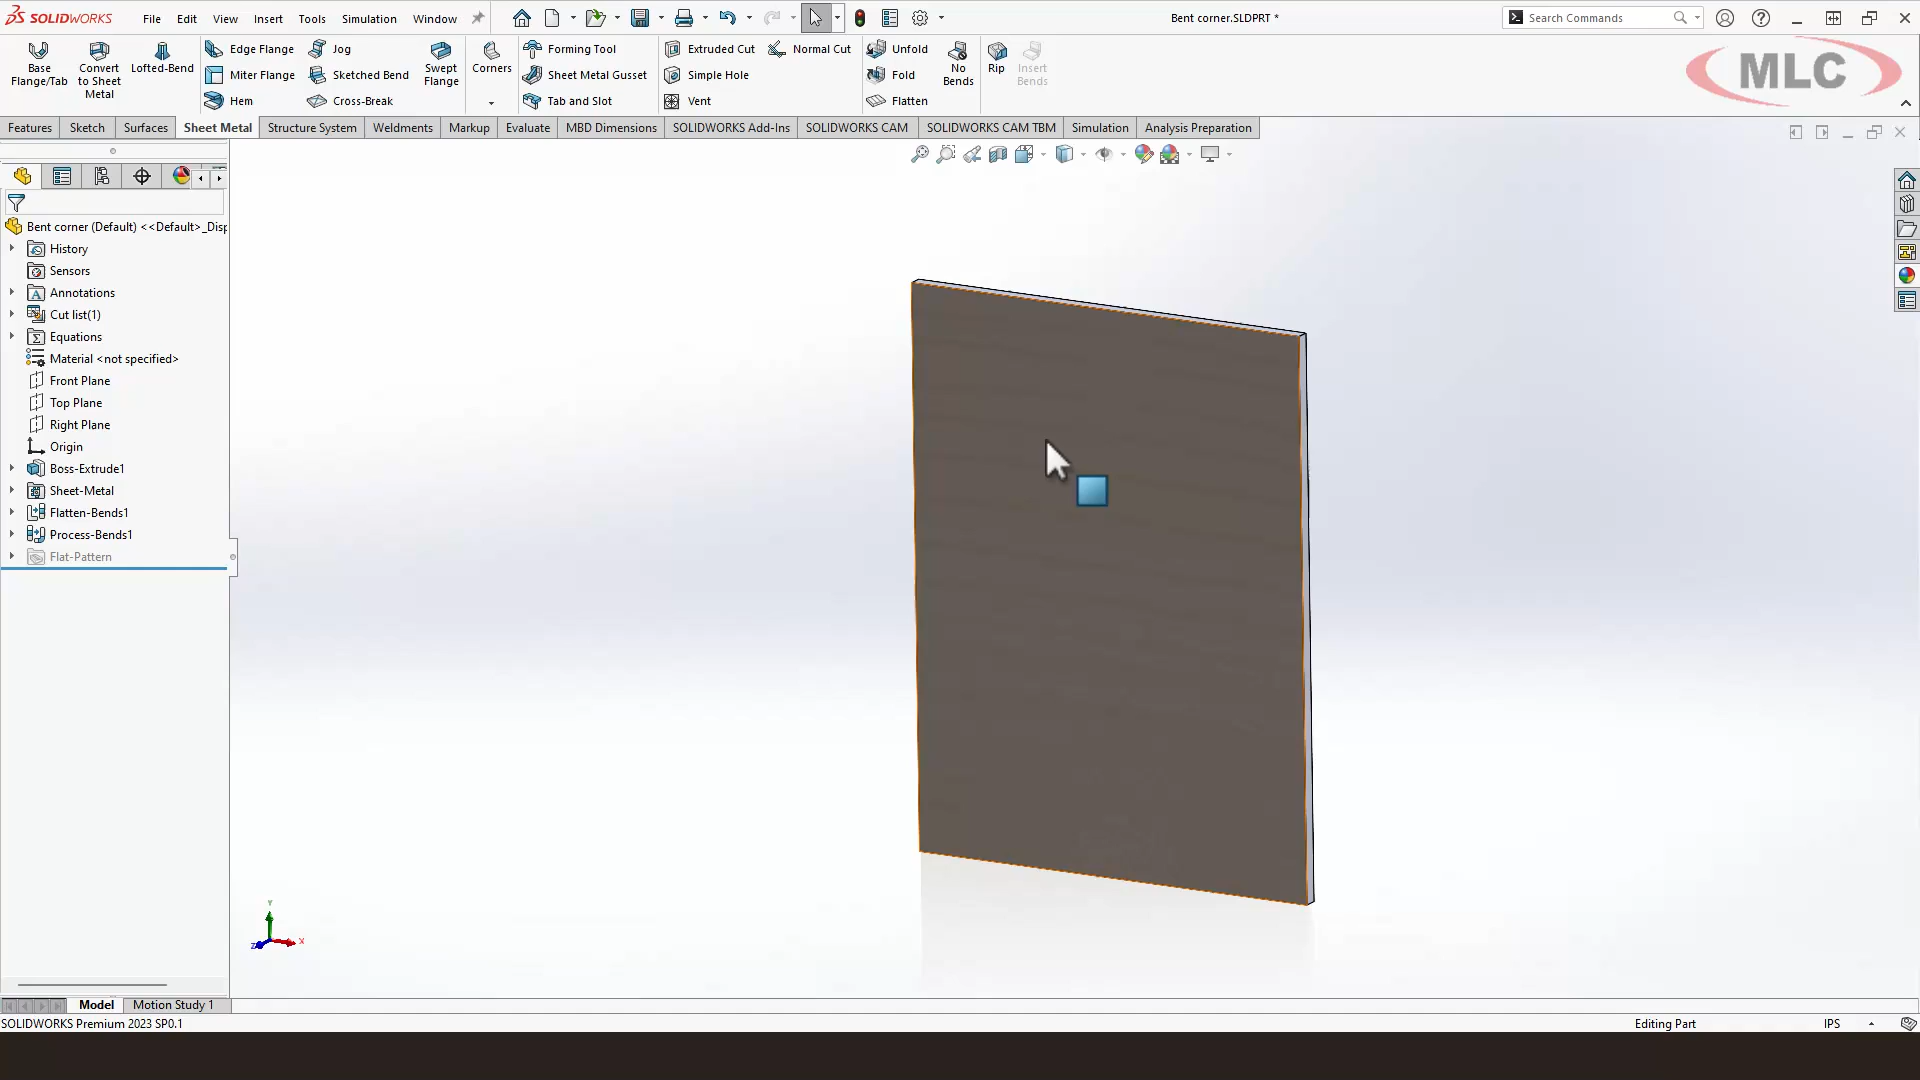 SOLIDWORKS File Edit View Insert Tools Simulation Window Bent corner.SLDPRT * Search Commands
Base Flange/Tab
Convert to Sheet Metal
Lofted-Bend
Edge Flange
Miter Flange
Hem
Jog
Sketched Bend
Cross-Break
Swept Flange
Corners
Forming Tool
Sheet Metal Gusset
Tab and Slot
Extruded Cut
Simple Hole
Vent
Normal Cut
Unfold
Fold
Flatten
No Bends
Rip
Insert Bends
MLC
Features Sketch Surfaces Sheet Metal Structure System Weldments Markup Evaluate MBD Dimensions SOLIDWORKS Add-Ins SOLIDWORKS CAM SOLIDWORKS CAM TBM Simulation Analysis Preparation
Bent corner (Default) <<Default>_Disp
History
Sensors
Annotations
Cut list(1)
Equations
Material <not specified>
Front Plane
Top Plane
Right Plane
Origin
Boss-Extrude1
Sheet-Metal
Flatten-Bends1
Process-Bends1
Flat-Pattern
Y
Z
X
Model Motion Study 1
SOLIDWORKS Premium 2023 SP0.1 Editing Part IPS